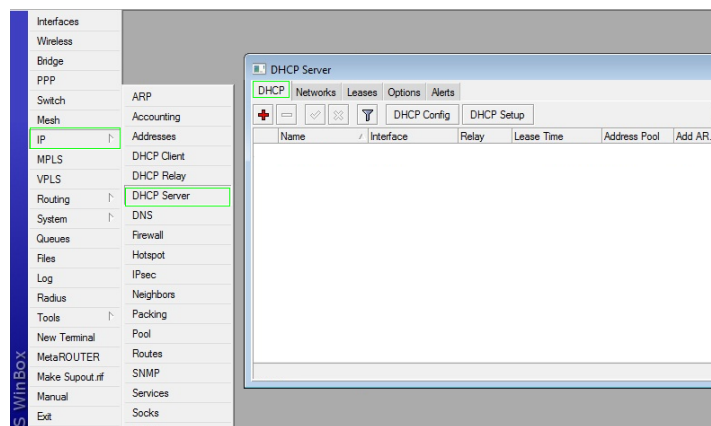 Interfaces
Wireless
Bridge
PPP
Switch
Mesh
IP
MPLS
VPLS
Routing
System
Queues
Files
Log
Radius
Tools
New Terminal
MetaROUTER
Make Supout.rif
Manual
Exit
S WinBox
ARP
Accounting
Addresses
DHCP Client
DHCP Relay
DHCP Server
DNS
Firewall
Hotspot
IPsec
Neighbors
Packing
Pool
Routes
SNMP
Services
Socks
DHCP Server
DHCP Networks Leases Options Alerts
DHCP Config DHCP Setup
Name / Interface Relay Lease Time Address Pool Add AR.